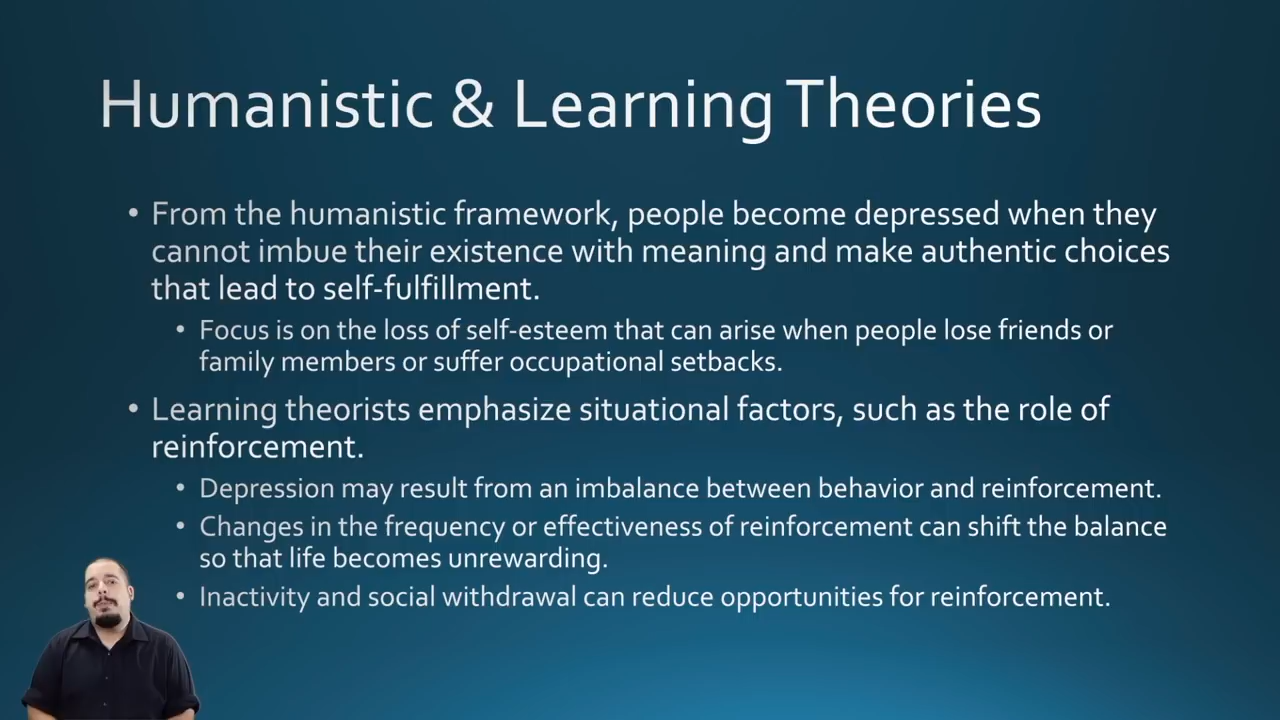 Humanistic & Learning Theories
• From the humanistic framework, people become depressed when they
cannot imbue their existence with meaning and make authentic choices
that lead to self-fulfillment.
• Focus is on the loss of self-esteem that can arise when people lose friends or
family members or suffer occupational setbacks.
• Learning theorists emphasize situational factors, such as the role of
reinforcement.
• Depression may result from an imbalance between behavior and reinforcement.
• Changes in the frequency or effectiveness of reinforcement can shift the balance
so that life becomes unrewarding.
• Inactivity and social withdrawal can reduce opportunities for reinforcement.